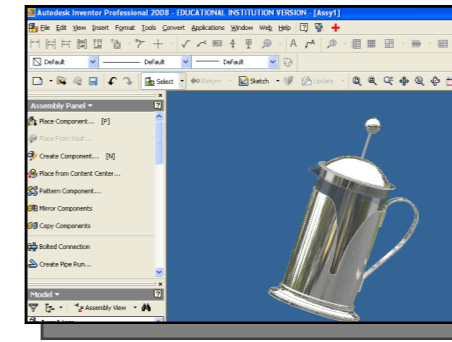 Autodesk Inventor Professional 2008 - EDUCATIONAL INSTITUTION VERSION - [Assy1]
File Edit View Insert Format Tools Convert Applications Window Web Help
Default Default Default
Select Return Sketch Update
Assembly Panel
Place Component... [P]
Place From Vault...
Create Component... [N]
Place from Content Center...
Pattern Component...
Mirror Components
Copy Components
Bolted Connection
Create Pipe Run...
Model
Assembly View